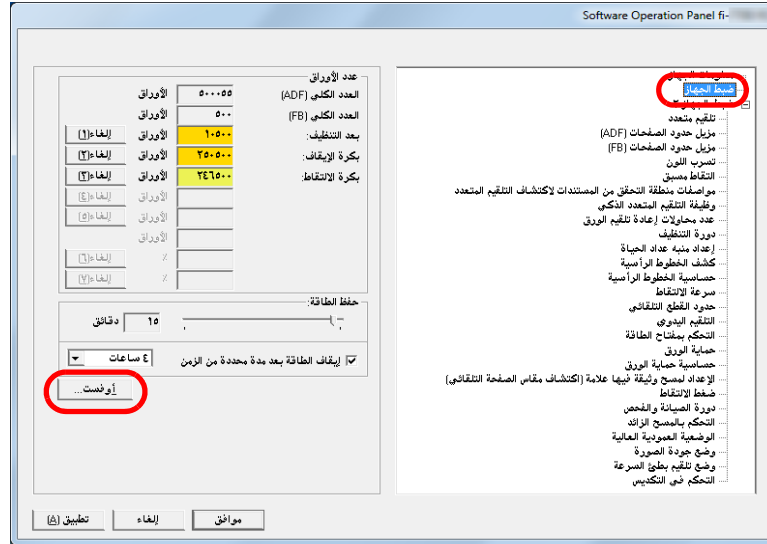 Software Operation Panel fi-
ضبط الجهاز
ضبط الجهاز ٢
تلقيم متعدد
مزيل حدود الصفحات (ADF)
مزيل حدود الصفحات (FB)
تسرب اللون
التقاط مسبق
مواصفات منطقة التحقق من المستندات لاكتشاف التلقيم المتعدد
وظيفة التلقيم المتعدد الذكي
عدد محاولات إعادة تلقيم الورق
دورة التنظيف
إعداد منبه عداد الحياة
كشف الخطوط الرأسية
حساسية الخطوط الرأسية
سرعة الالتقاط
حدود القطع التلقائي
التلقيم اليدوي
التحكم بمفتاح الطاقة
حماية الورق
حساسية حماية الورق
الإعداد لمسح وثيقة فيها علامة (اكتشاف مقاس الصفحة التلقائي)
ضغط الالتقاط
دورة الصيانة والفحص
التحكم بالمسح الزائد
الوضعية العمودية العالية
وضع جودة الصورة
وضع تلقيم بطئ السرعة
التحكم في التكديس
عدد الأوراق
العدد الكلي (ADF) ٥٠٠٠٥٥ الأوراق
العدد الكلي (FB) ٥٠٠ الأوراق
بعد التنظيف: ١٠٥٠٠ الأوراق إلغاء(١)
بكرة الإيقاف: ٢٥٠٥٠٠ الأوراق إلغاء(٢)
بكرة الالتقاط: ٢٤٦٥٠٠ الأوراق إلغاء(٣)
الأوراق إلغاء(٤)
الأوراق إلغاء(٥)
الأوراق
٪ إلغاء(٦)
٪ إلغاء(٧)
حفظ الطاقة:
١٥ دقائق
إيقاف الطاقة بعد مدة محددة من الزمن ٤ ساعات
أوفست...
موافق إلغاء تطبيق (A)